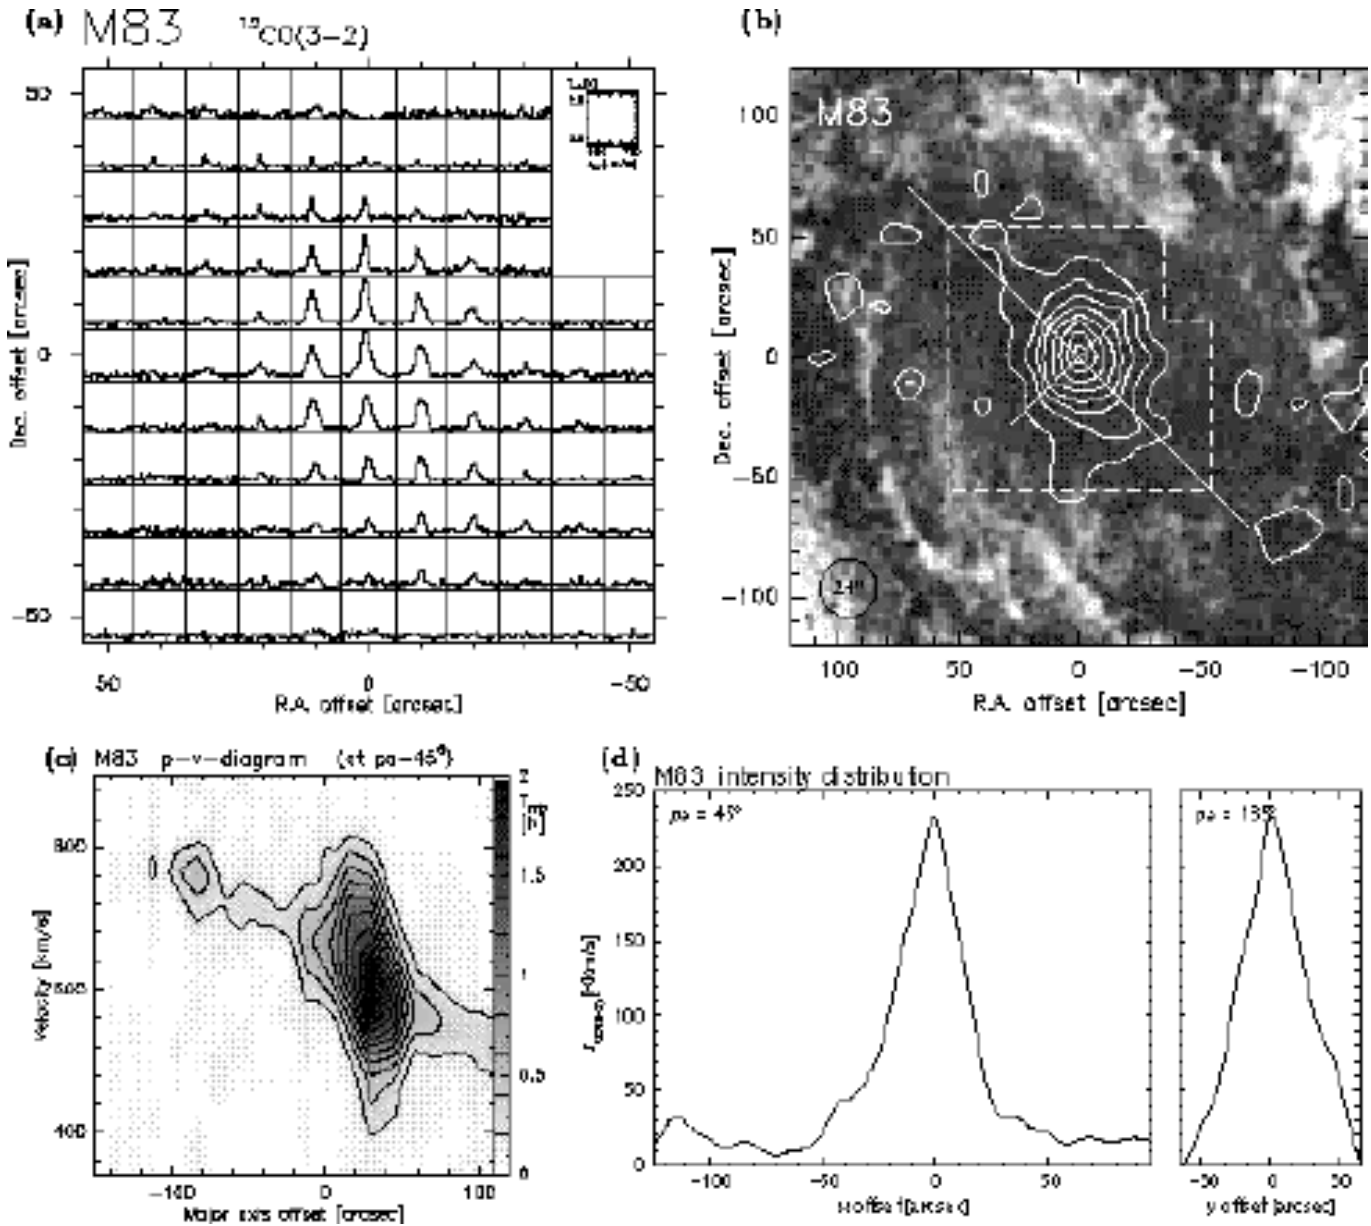 (a) M83 ¹²CO(3−2)
50
0
−50
Dec. offset [arcsec]
50 0 −50
R.A. offset [arcsec]
(b)
M83
100
50
0
−50
−100
Dec. offset [arcsec]
24"
100 50 0 −50 −100
R.A. offset [arcsec]
(c) M83 p-v-diagram (at pa=45°)
800
600
400
Velocity [km/s]
2
1.5
1
0.5
0
−100 0 100
Major axis offset [arcsec]
(d) M83 intensity distribution
pa = 45°
pa = 135°
250
200
150
100
50
0
[Kkm/s]
−100 −50 0 50
x offset[arcsec]
−50 0
y offset[arcsec]